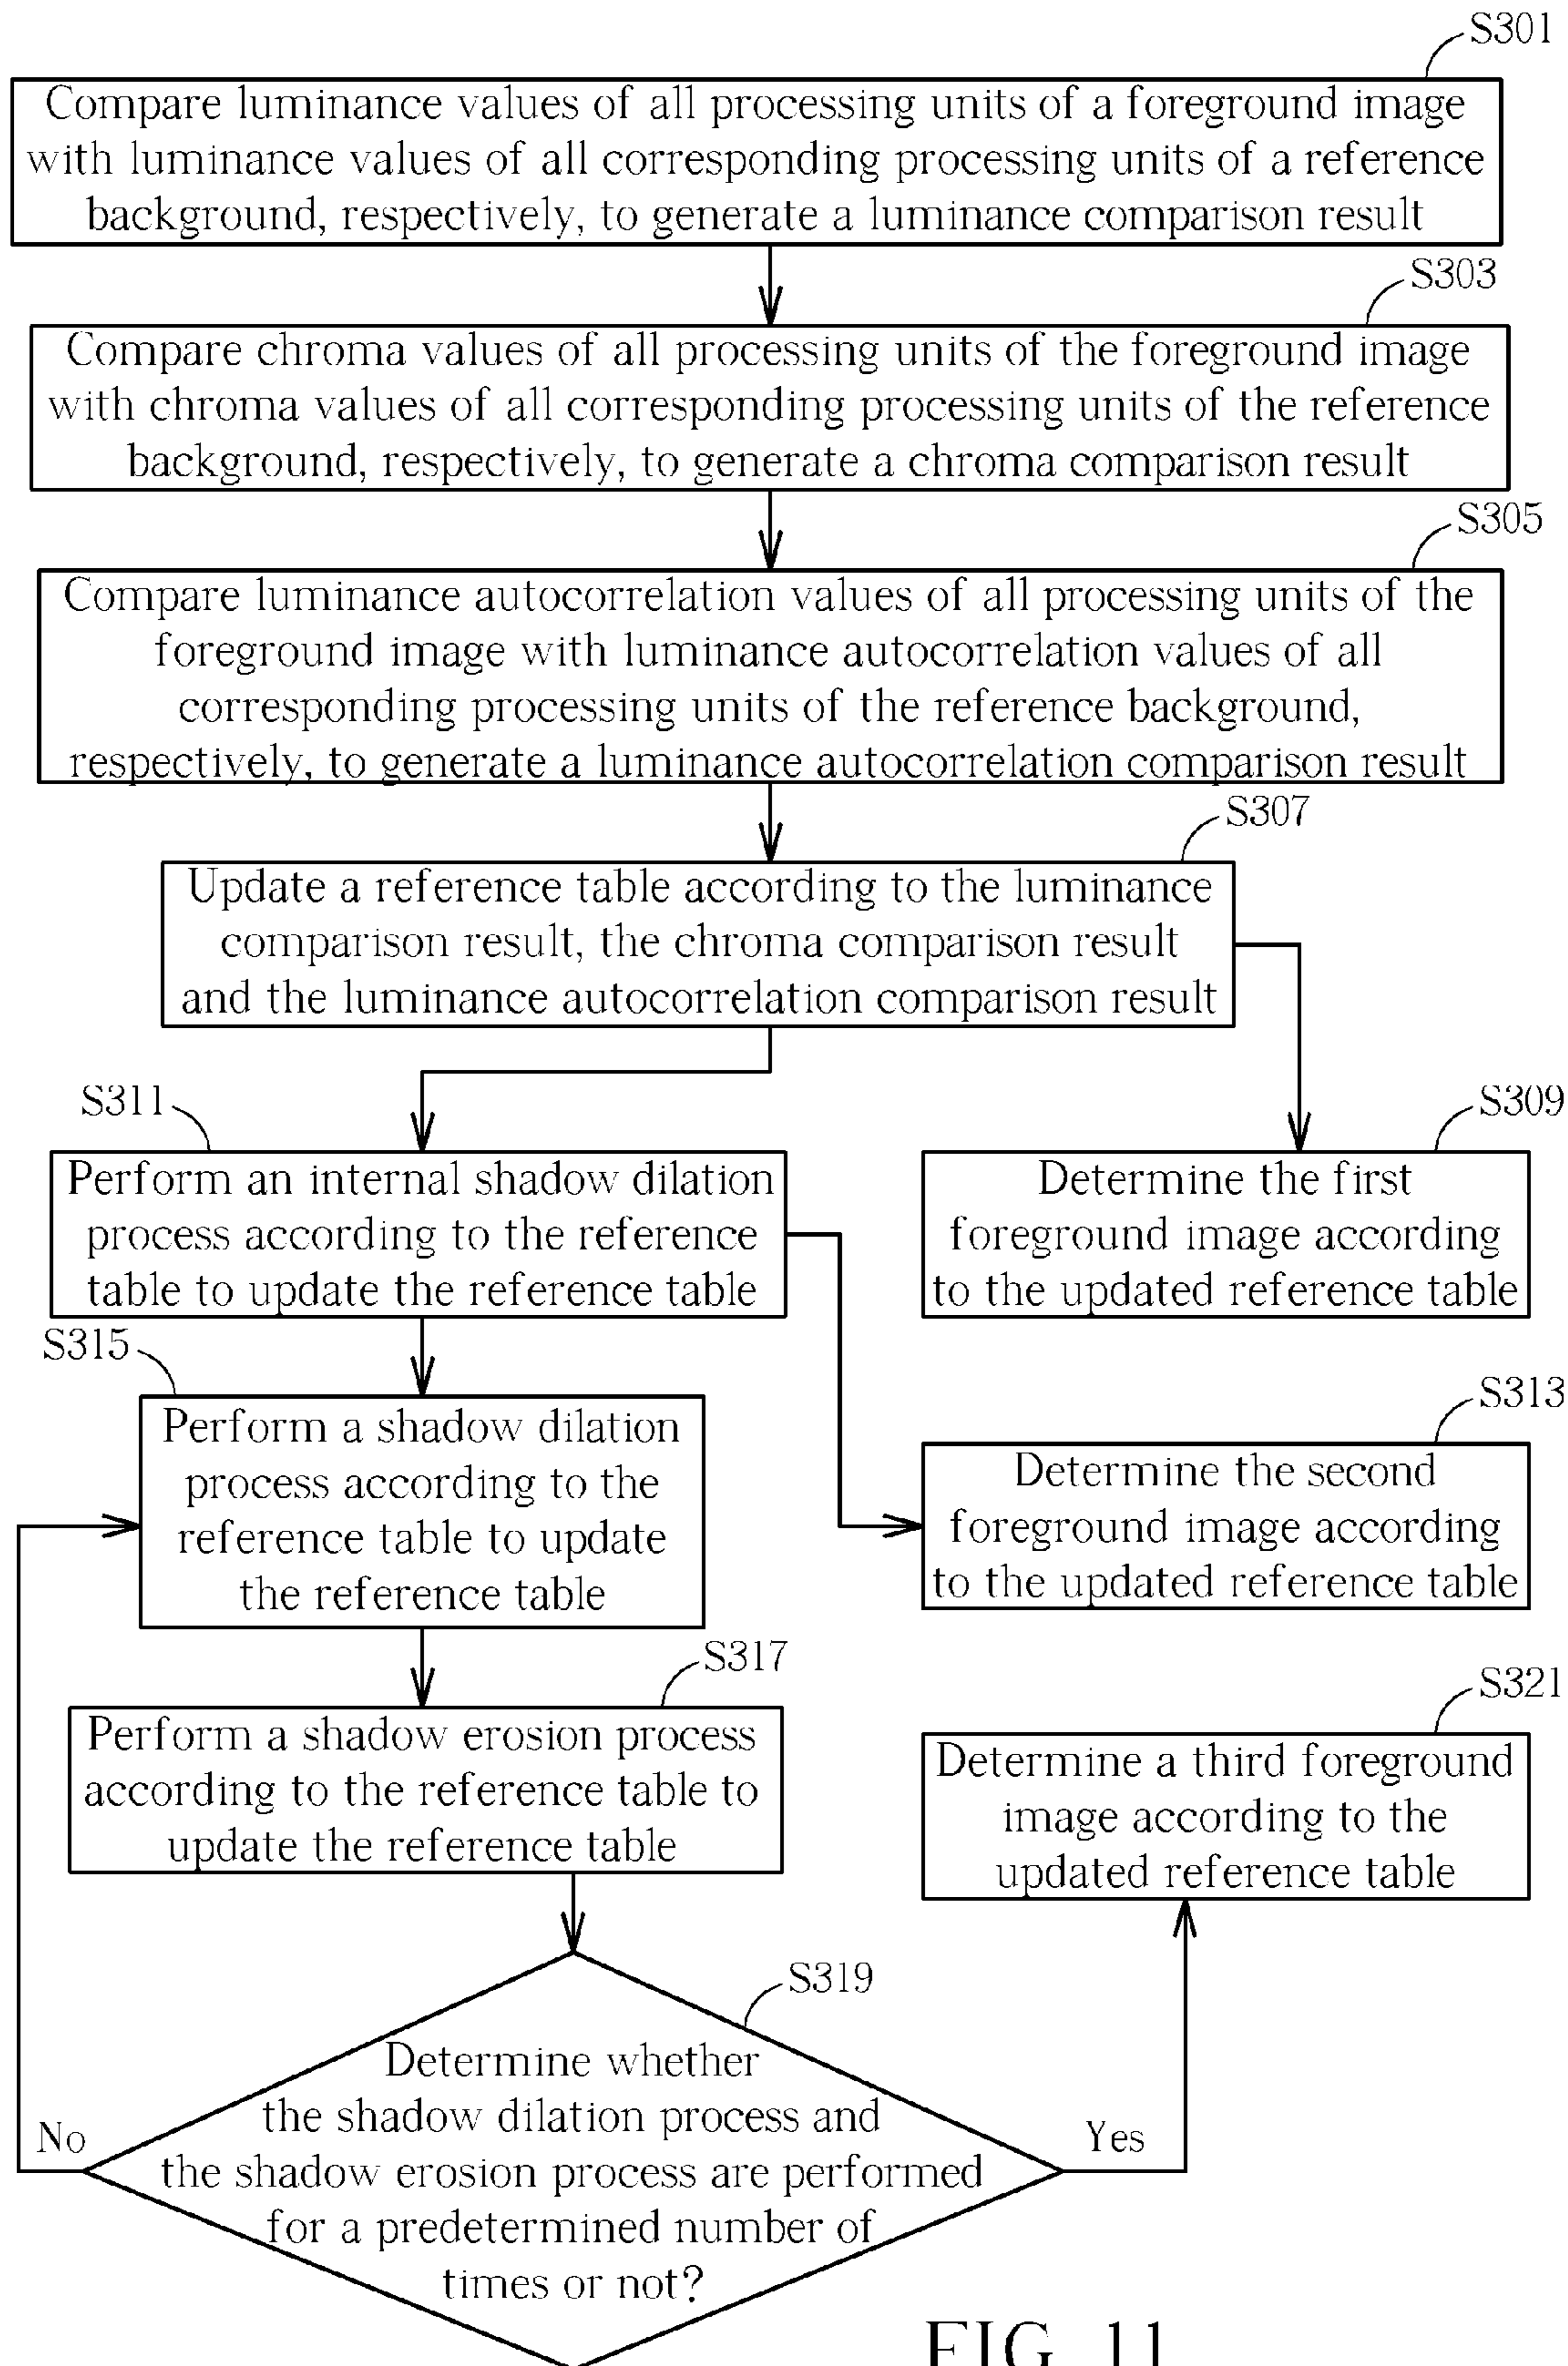 S301
Compare luminance values of all processing units of a foreground image
with luminance values of all corresponding processing units of a reference
background, respectively, to generate a luminance comparison result
S303
Compare chroma values of all processing units of the foreground image
with chroma values of all corresponding processing units of the reference
background, respectively, to generate a chroma comparison result
S305
Compare luminance autocorrelation values of all processing units of the
foreground image with luminance autocorrelation values of all
corresponding processing units of the reference background,
respectively, to generate a luminance autocorrelation comparison result
S307
Update a reference table according to the luminance
comparison result, the chroma comparison result
and the luminance autocorrelation comparison result
S311
Perform an internal shadow dilation
process according to the reference
table to update the reference table
S309
Determine the first
foreground image according
to the updated reference table
S315
Perform a shadow dilation
process according to the
reference table to update
the reference table
S313
Determine the second
foreground image according
to the updated reference table
S317
Perform a shadow erosion process
according to the reference table to
update the reference table
S321
Determine a third foreground
image according to the
updated reference table
S319
Determine whether
the shadow dilation process and
the shadow erosion process are performed
for a predetermined number of
times or not?
No
Yes
FIG. 11